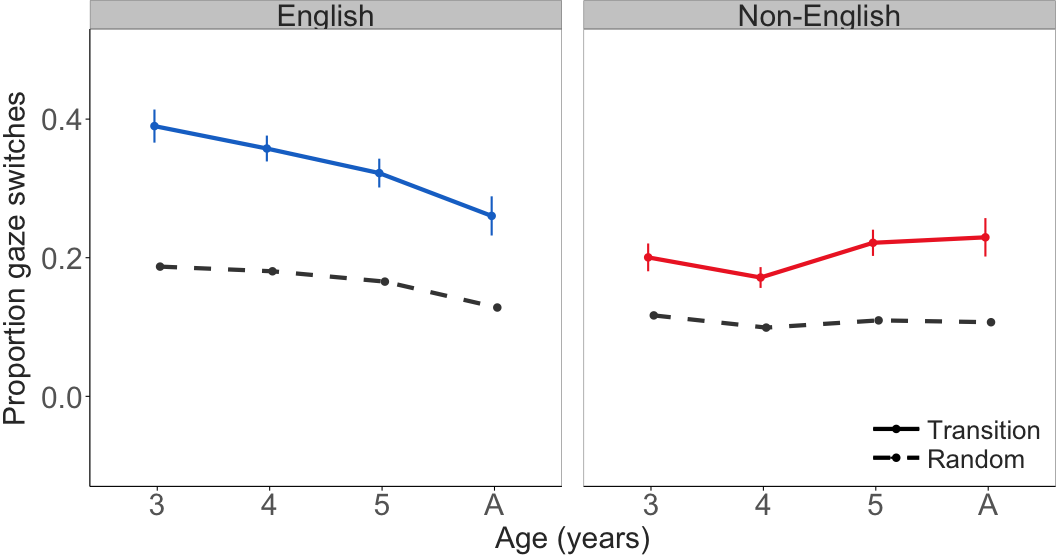 English
Non-English
Proportion gaze switches
0.4
0.2
0.0
3 4 5 A
3 4 5 A
Age (years)
Transition
Random